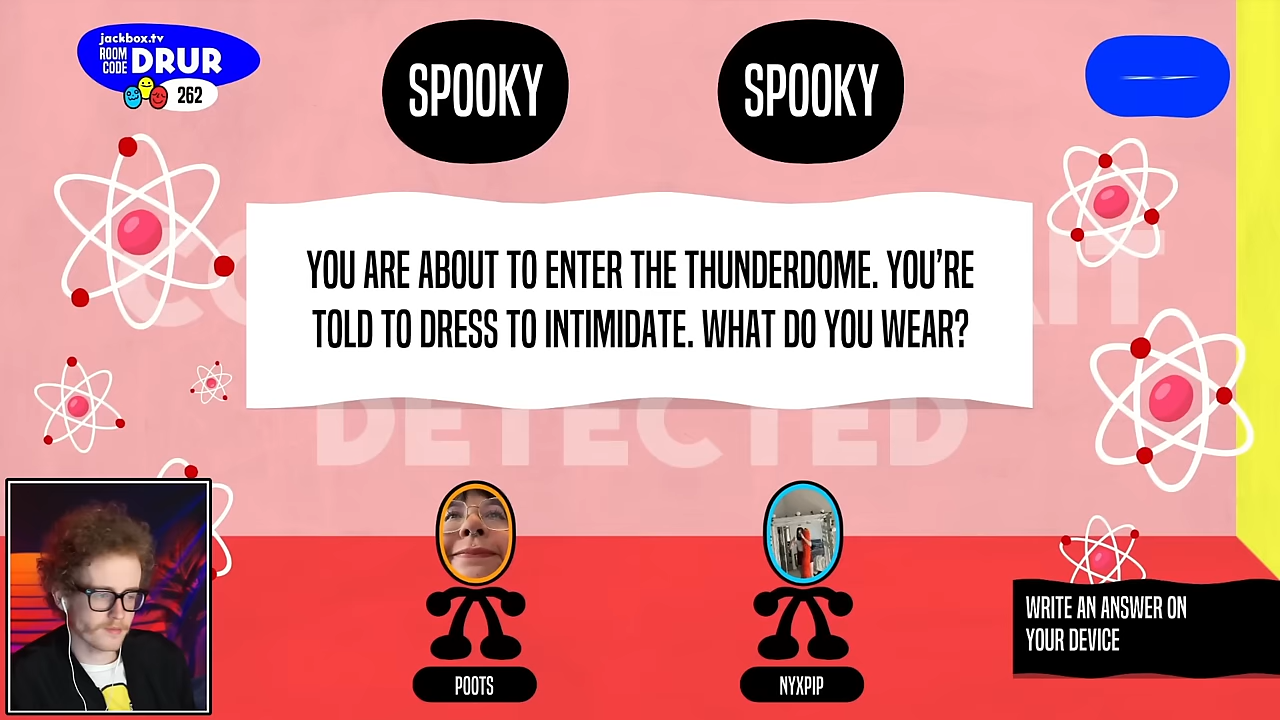 jackbox.tv
ROOM
CODE
DRUR
262
SPOOKY
SPOOKY
YOU ARE ABOUT TO ENTER THE THUNDERDOME. YOU'RE
TOLD TO DRESS TO INTIMIDATE. WHAT DO YOU WEAR?
DETECTED
POOTS
NYXPIP
WRITE AN ANSWER ON
YOUR DEVICE